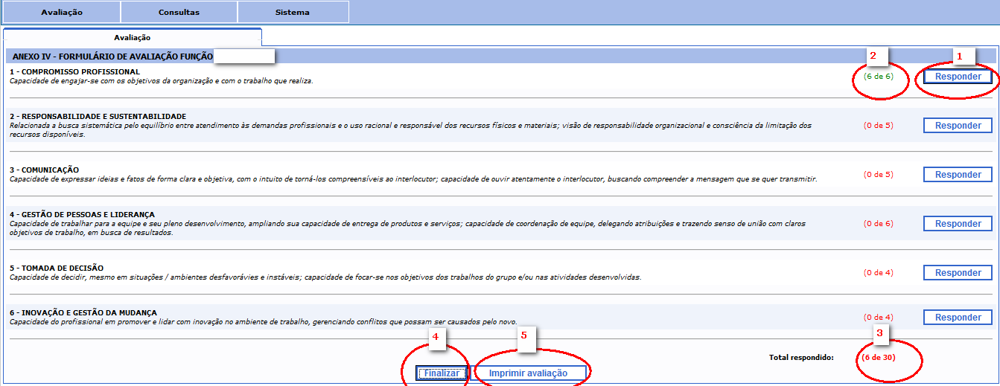 Avaliação Consultas Sistema
Avaliação
ANEXO IV - FORMULÁRIO DE AVALIAÇÃO FUNÇÃO
2 1
1 - COMPROMISSO PROFISSIONAL
Capacidade de engajar-se com os objetivos da organização e com o trabalho que realiza.
(6 de 6) Responder
2 - RESPONSABILIDADE E SUSTENTABILIDADE
Relacionada a busca sistemática pelo equilíbrio entre atendimento às demandas profissionais e o uso racional e responsável dos recursos físicos e materiais; visão de responsabilidade organizacional e consciência da limitação dos
recursos disponíveis.
(0 de 5) Responder
3 - COMUNICAÇÃO
Capacidade de expressar ideias e fatos de forma clara e objetiva, com o intuito de torná-los compreensíveis ao interlocutor; capacidade de ouvir atentamente o interlocutor, buscando compreender a mensagem que se quer transmitir.
(0 de 5) Responder
4 - GESTÃO DE PESSOAS E LIDERANÇA
Capacidade de trabalhar para a equipe e seu pleno desenvolvimento, ampliando sua capacidade de entrega de produtos e serviços; capacidade de coordenação de equipe, delegando atribuições e trazendo senso de união com claros
objetivos de trabalho, em busca de resultados.
(0 de 6) Responder
5 - TOMADA DE DECISÃO
Capacidade de decidir, mesmo em situações / ambientes desfavorávies e instáveis; capacidade de focar-se nos objetivos dos trabalhos do grupo e/ou nas atividades desenvolvidas.
(0 de 4) Responder
6 - INOVAÇÃO E GESTÃO DA MUDANÇA
Capacidade do profissional em promover e lidar com inovação no ambiente de trabalho, gerenciando conflitos que possam ser causados pelo novo.
(0 de 4) Responder
4 5 3
Total respondido: (6 de 30)
Finalizar Imprimir avaliação